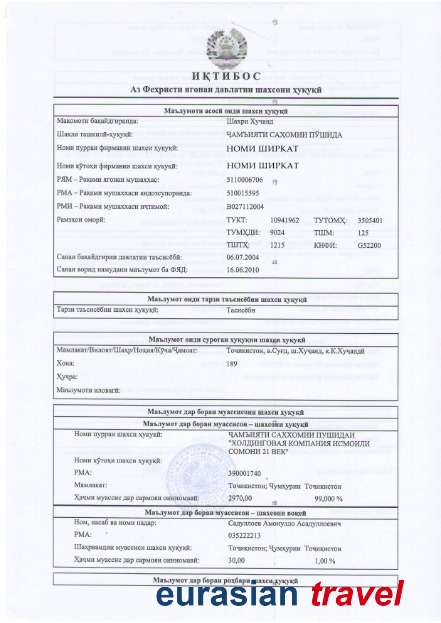 ИҚТИБОС
Аз Феҳристи ягонаи давлатии шахсони ҳуқуқӣ
Маълумоти асосӣ оиди шахси ҳуқуқӣ
Мақомоти бақайдгиранда: Шаҳри Хуҷанд
Шакли ташкилӣ-ҳуқуқӣ: ҶАМЪИЯТИ САҲОМИИ ПӮШИДА
Номи пурраи фирмавии шахси ҳуқуқӣ: НОМИ ШИРКАТ
Номи кӯтоҳи фирмавии шахси ҳуқуқӣ: НОМИ ШИРКАТ
РЯМ – Рақами ягонаи мушаххас: 5110006706
РМА – Рақами мушаххаси андозсупоранда: 510015595
РМИ – Рақами мушаххаси иҷтимоӣ: B027112004
Рамзҳои оморӣ: ТУКТ: 10941962 ТУТОМҲ: 3505401
ТУМҲДИ: 9024 ТШМ: 125
ТШТҲ: 1215 КНФИ: G52200
Санаи бақайдгирии давлатии таъсисёбӣ: 06.07.2004
Санаи ворид намудани маълумот ба ФЯД: 16.06.2010
Маълумот оиди тарзи таъсисёбии шахси ҳуқуқӣ
Тарзи таъсисёбии шахси ҳуқуқӣ: Таъсисёбӣ
Маълумот оиди суроғаи ҳуқуқии шахси ҳуқуқӣ
Мамлакат/Вилоят/Шаҳр/Ноҳия/Кӯча/Ҷамоат: Тоҷикистон, в.Суғд, ш.Хуҷанд, к.К.Хуҷандӣ
Хона: 189
Ҳуҷра:
Маълумоти иловагӣ:
Маълумот дар бораи муассисони шахси ҳуқуқӣ
Маълумот дар бораи муассисон – шахсони ҳуқуқӣ
Номи пурраи шахси ҳуқуқӣ: ҶАМЪИЯТИ САҲҲОМИИ ПУШИДАИ
"ХОЛДИНГОВАЯ КОМПАНИЯ ИСМОИЛИ
СОМОНИ 21 ВЕК"
Номи кӯтоҳи шахси ҳуқуқӣ:
РМА: 390001740
Мамлакат: Тоҷикистон; Ҷумҳурии Тоҷикистон
Ҳаҷми муассис дар сармояи оинномавӣ: 2970,00 99,000 %
Маълумот дар бораи муассисон – шахсони воқеӣ
Ном, насаб ва номи падар: Садуллоев Амонулло Асадуллоевич
РМА: 035222213
Шаҳрвандии муассиси шахси ҳуқуқӣ: Тоҷикистон; Ҷумҳурии Тоҷикистон
Ҳаҷми муассис дар сармояи оинномавӣ: 30,00 1,00 %
Маълумот дар бораи роҳбари шахси ҳуқуқӣ
eurasian travel